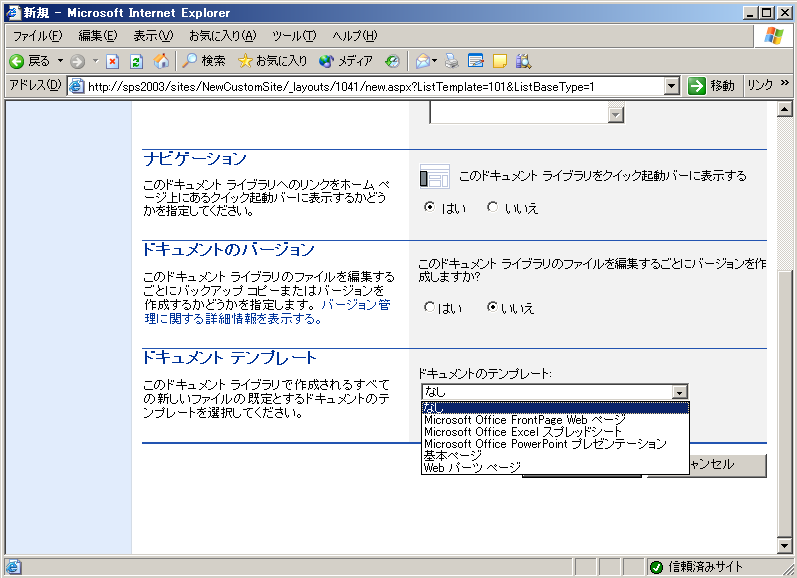 新規 - Microsoft Internet Explorer
ファイル(F) 編集(E) 表示(V) お気に入り(A) ツール(T) ヘルプ(H)
戻る 検索 お気に入り メディア
アドレス(D) http://sps2003/sites/NewCustomSite/_layouts/1041/new.aspx?ListTemplate=101&ListBaseType=1 移動 リンク »
ナビゲーション
このドキュメント ライブラリへのリンクをホーム ペ
ージ上にあるクイック起動バーに表示するかどう
かを指定してください。
このドキュメント ライブラリをクイック起動バーに表示する
はい いいえ
ドキュメントのバージョン
このドキュメント ライブラリのファイルを編集する
ごとにバックアップ コピーまたはバージョンを
作成するかどうかを指定します。バージョン管
理に関する詳細情報を表示する。
このドキュメント ライブラリのファイルを編集するごとにバージョンを作
成しますか?
はい いいえ
ドキュメント テンプレート
このドキュメント ライブラリで作成されるすべて
の新しいファイルの既定とするドキュメントのテ
ンプレートを選択してください。
ドキュメントのテンプレート:
なし
なし
Microsoft Office FrontPage Web ページ
Microsoft Office Excel スプレッドシート
Microsoft Office PowerPoint プレゼンテーション
基本ページ
Web パーツ ページ
ャンセル
信頼済みサイト